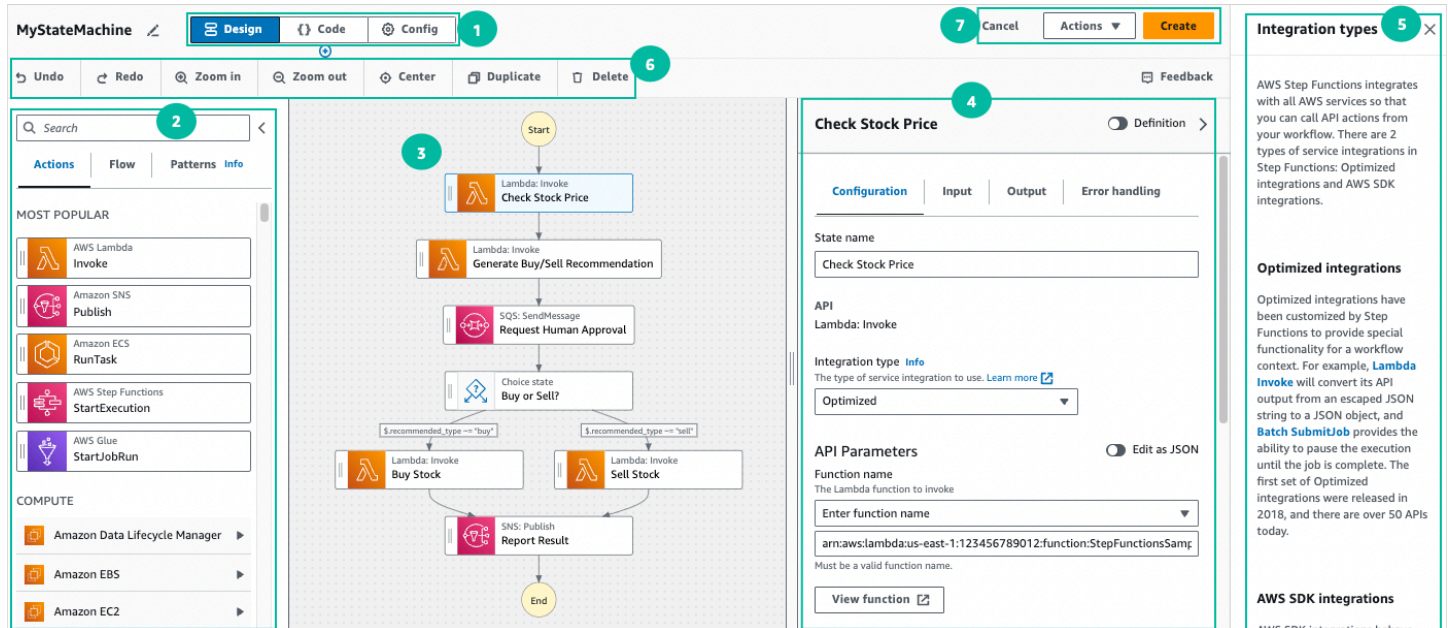 MyStateMachine
Design
{} Code
Config
1
7
Cancel
Actions
Create
Undo
Redo
Zoom in
Zoom out
Center
Duplicate
Delete
6
Feedback
2
Search
Actions
Flow
Patterns Info
MOST POPULAR
AWS Lambda
Invoke
Amazon SNS
Publish
Amazon ECS
RunTask
AWS Step Functions
StartExecution
AWS Glue
StartJobRun
COMPUTE
Amazon Data Lifecycle Manager
Amazon EBS
Amazon EC2
3
Start
Lambda: Invoke
Check Stock Price
Lambda: Invoke
Generate Buy/Sell Recommendation
SQS: SendMessage
Request Human Approval
Choice state
Buy or Sell?
$.recommended_type == "buy"
$.recommended_type == "sell"
Lambda: Invoke
Buy Stock
Lambda: Invoke
Sell Stock
SNS: Publish
Report Result
End
4
Check Stock Price
Definition
Configuration
Input
Output
Error handling
State name
Check Stock Price
API
Lambda: Invoke
Integration type Info
The type of service integration to use. Learn more
Optimized
API Parameters
Edit as JSON
Function name
The Lambda function to invoke
Enter function name
arn:aws:lambda:us-east-1:123456789012:function:StepFunctionsSamp
Must be a valid function name.
View function
5
Integration types
AWS Step Functions integrates
with all AWS services so that
you can call API actions from
your workflow. There are 2
types of service integrations in
Step Functions: Optimized
integrations and AWS SDK
integrations.
Optimized integrations
Optimized integrations have
been customized by Step
Functions to provide special
functionality for a workflow
context. For example, Lambda
Invoke will convert its API
output from an escaped JSON
string to a JSON object, and
Batch SubmitJob provides the
ability to pause the execution
until the job is complete. The
first set of Optimized
integrations were released in
2018, and there are over 50 APIs
today.
AWS SDK integrations